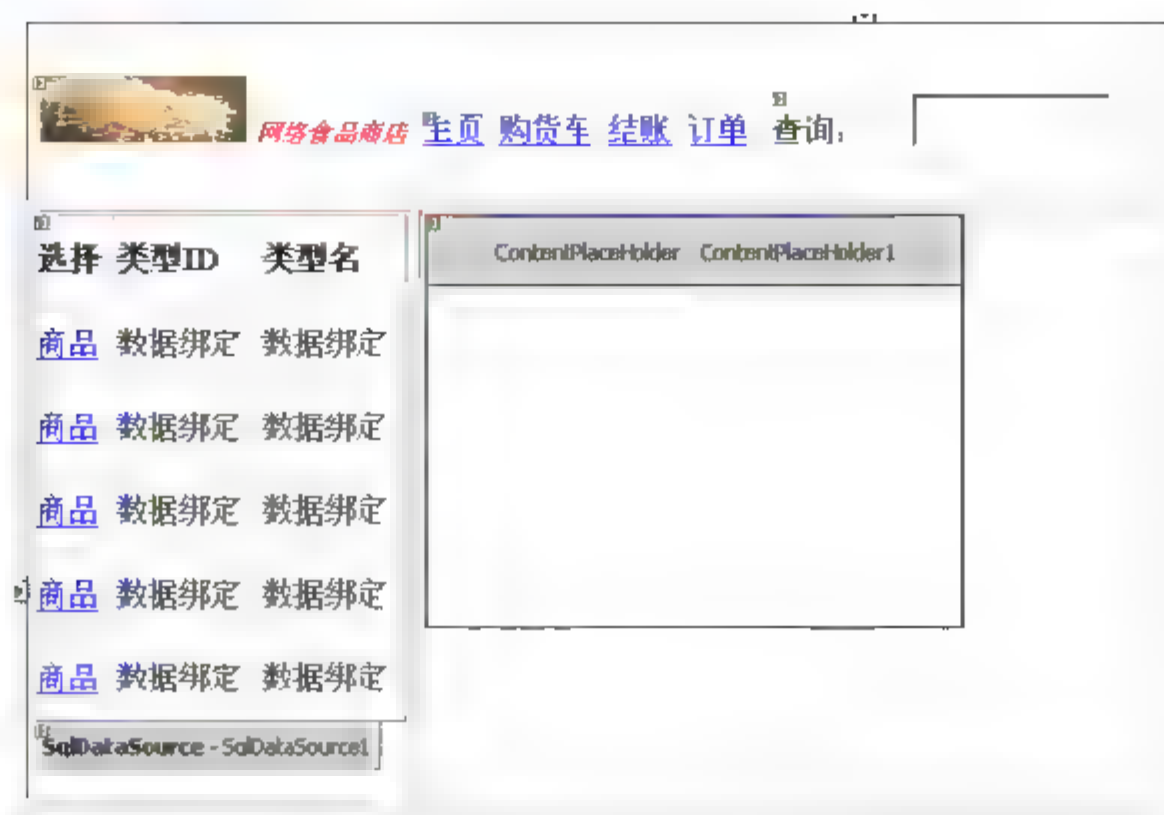 网络食品商店 主页 购货车 结账 订单 查询:
选择 类型ID 类型名
商品 数据绑定 数据绑定
商品 数据绑定 数据绑定
商品 数据绑定 数据绑定
商品 数据绑定 数据绑定
商品 数据绑定 数据绑定
SqlDataSource - SqlDataSource1
ContentPlaceHolder ContentPlaceHolder1